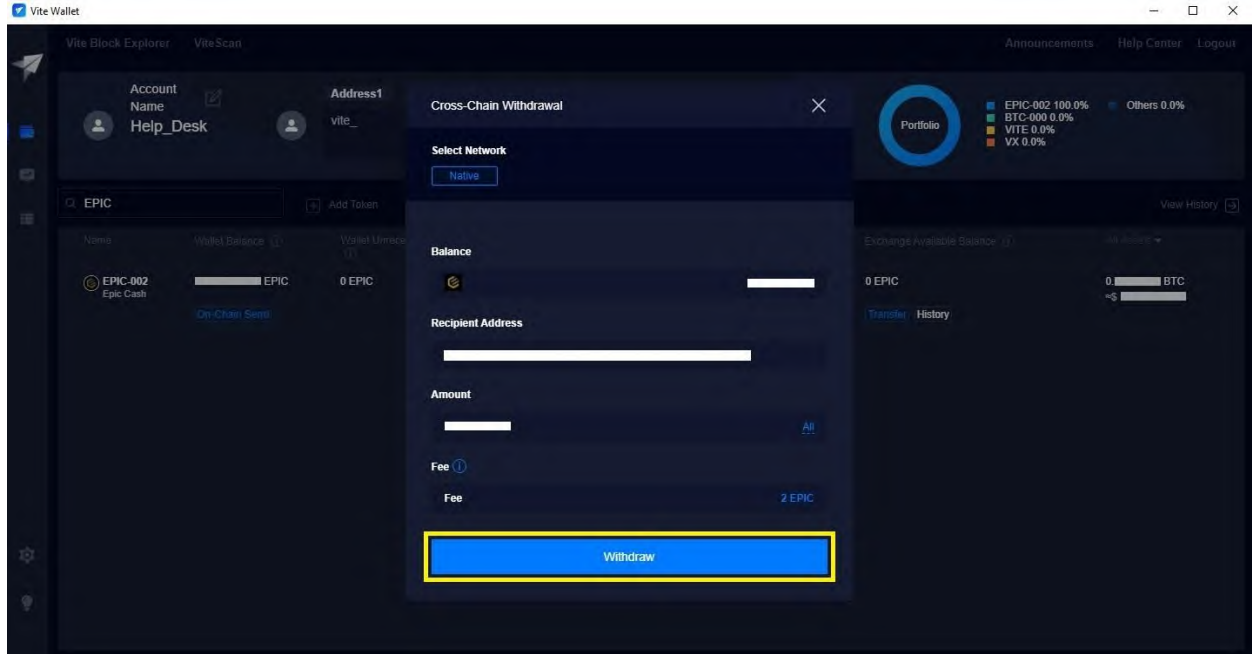 Vite Wallet
Vite Block Explorer ViteScan
Announcements Help Center Logout
Account
Name
Help_Desk
Address1
vite_
Portfolio
EPIC-002 100.0%
BTC-000 0.0%
VITE 0.0%
VX 0.0%
Others 0.0%
Cross-Chain Withdrawal
Select Network
Native
EPIC
Add Token
View History
Name
Wallet Balance
Exchange Available Balance
Balance
EPIC-002
Epic Cash
EPIC
0 EPIC
0 EPIC
0. BTC
≈$
On-Chain Send
Transfer History
Recipient Address
Amount
All
Fee
Fee
2 EPIC
Withdraw